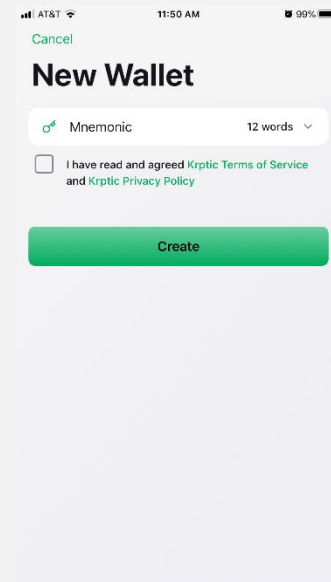 AT&T 11:50 AM 99%
Cancel
New Wallet
Mnemonic 12 words
I have read and agreed Krptic Terms of Service
and Krptic Privacy Policy
Create